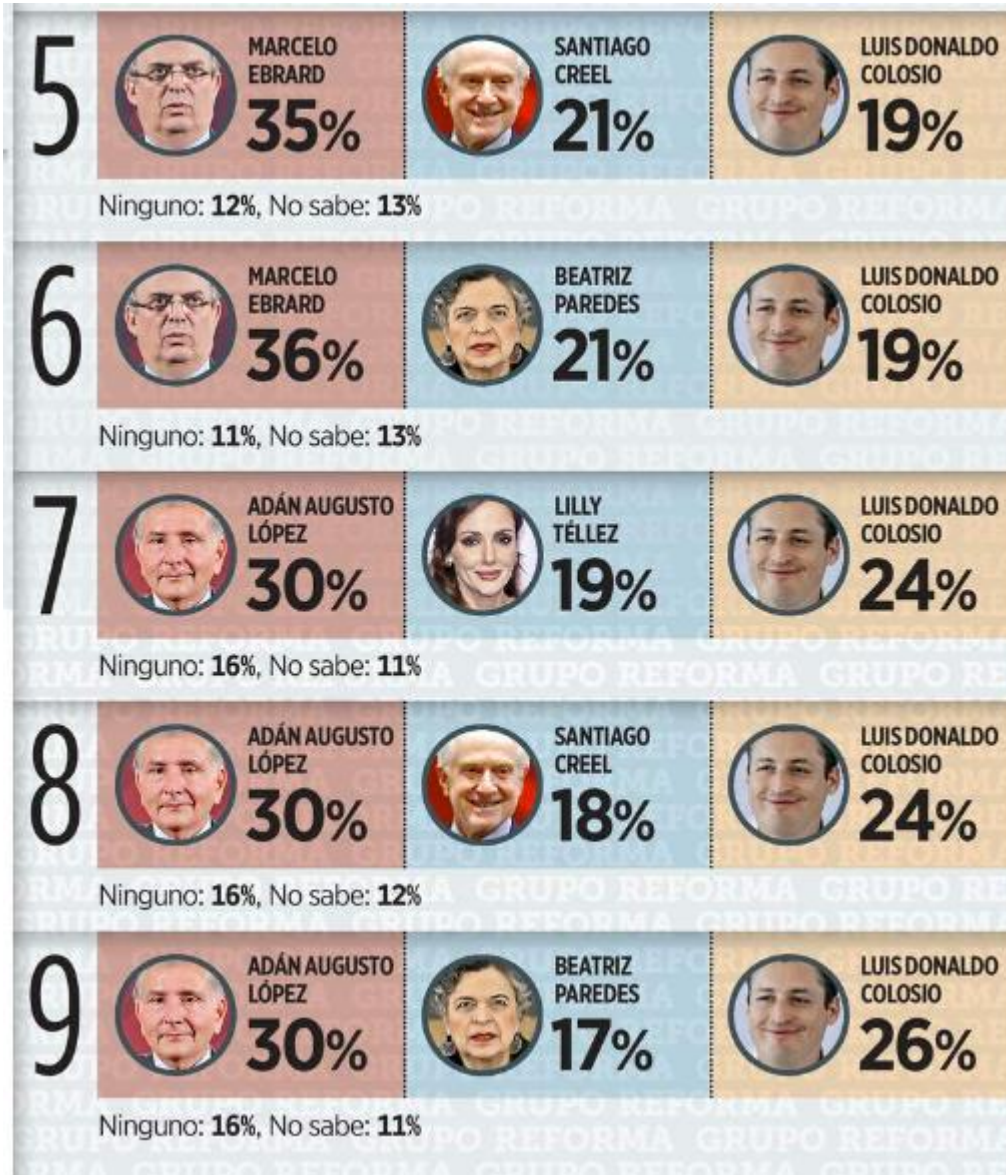 5
MARCELO
EBRARD
35%
SANTIAGO
CREEL
21%
LUIS DONALDO
COLOSIO
19%
Ninguno: 12%, No sabe: 13%
6
MARCELO
EBRARD
36%
BEATRIZ
PAREDES
21%
LUIS DONALDO
COLOSIO
19%
Ninguno: 11%, No sabe: 13%
7
ADÁN AUGUSTO
LÓPEZ
30%
LILLY
TÉLLEZ
19%
LUIS DONALDO
COLOSIO
24%
Ninguno: 16%, No sabe: 11%
8
ADÁN AUGUSTO
LÓPEZ
30%
SANTIAGO
CREEL
18%
LUIS DONALDO
COLOSIO
24%
Ninguno: 16%, No sabe: 12%
9
ADÁN AUGUSTO
LÓPEZ
30%
BEATRIZ
PAREDES
17%
LUIS DONALDO
COLOSIO
26%
Ninguno: 16%, No sabe: 11%
GRUPO REFORMA